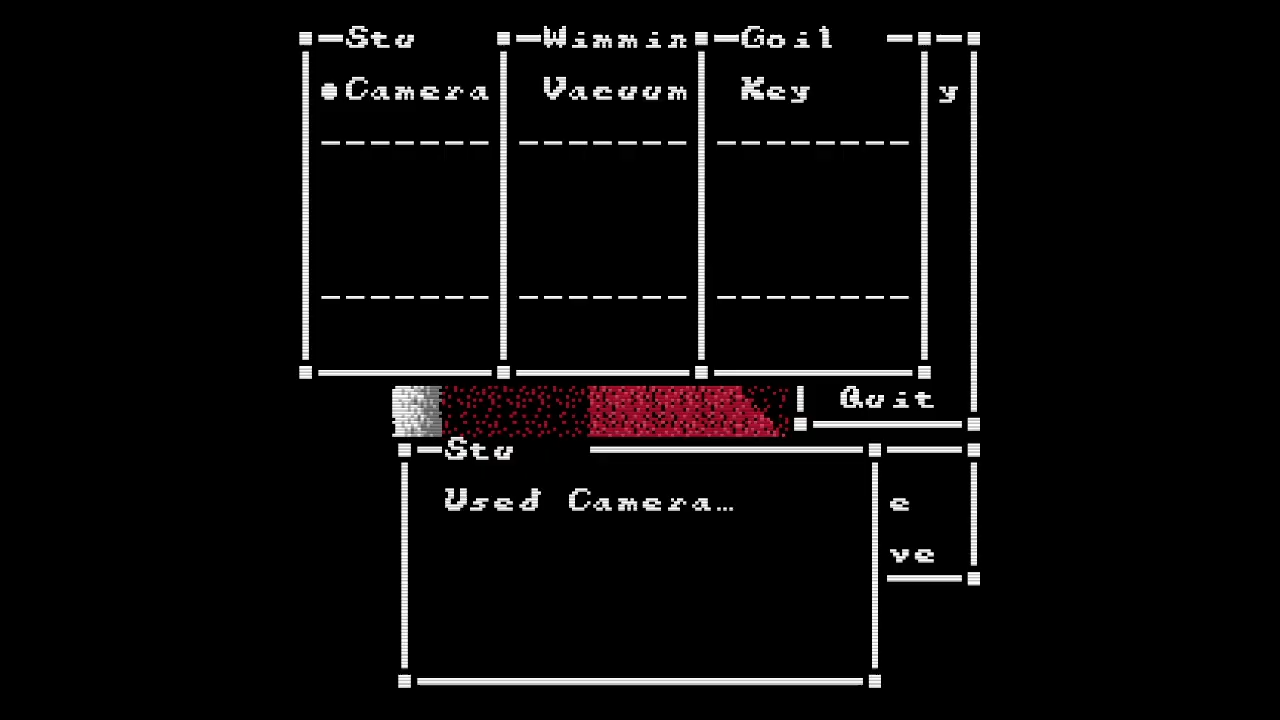 Stu Wimmin Goil
Camera Vacuum Key y
Quit
Stu
Used Camera…
e
ve